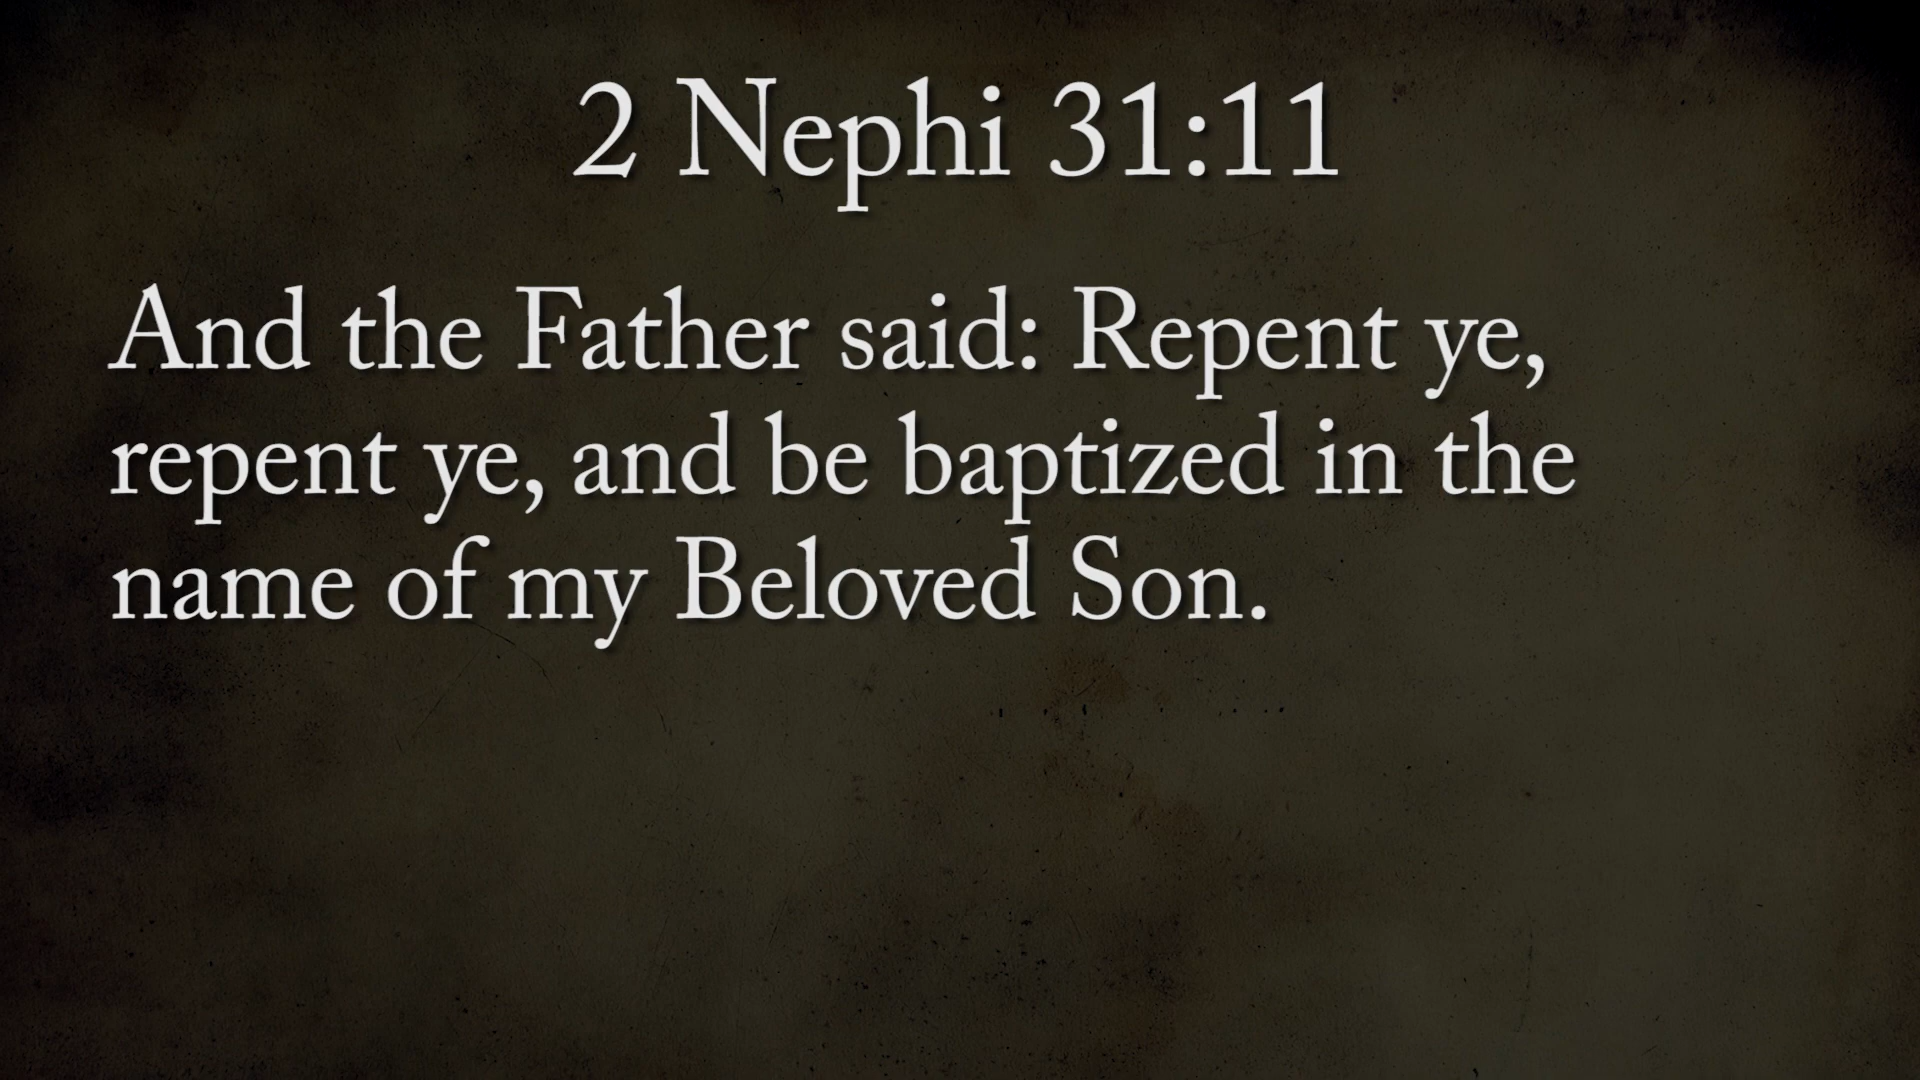 2 Nephi 31:11
And the Father said: Repent ye,
repent ye, and be baptized in the
name of my Beloved Son.